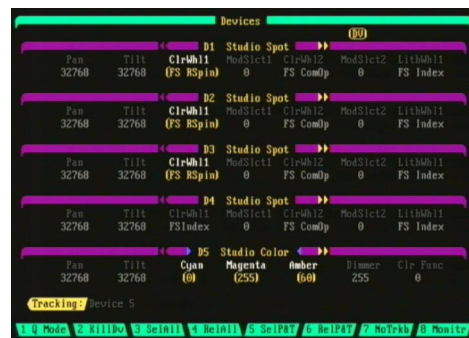 Devices
(DV)
D1 Studio Spot
Pan Tilt ClrWhl1 ModSlct1 ClrWhl2 ModSlct2 LithWhl1
32768 32768 (FS RSpin) 0 FS ComOp 0 FS Index
D2 Studio Spot
Pan Tilt ClrWhl1 ModSlct1 ClrWhl2 ModSlct2 LithWhl1
32768 32768 (FS RSpin) 0 FS ComOp 0 FS Index
D3 Studio Spot
Pan Tilt ClrWhl1 ModSlct1 ClrWhl2 ModSlct2 LithWhl1
32768 32768 (FS RSpin) 0 FS ComOp 0 FS Index
D4 Studio Spot
Pan Tilt ClrWhl1 ModSlct1 ClrWhl2 ModSlct2 LithWhl1
32768 32768 FSIndex 0 FS ComOp 0 FS Index
D5 Studio Color
Pan Tilt Cyan Magenta Amber Dimmer Clr Func
32768 32768 (0) (255) (60) 255 0
Tracking: Device 5
1 Q Mode 2 KillDv 3 SelAll 4 RelAll 5 SelP&T 6 RelP&T 7 NoTrkb 8 Monitr